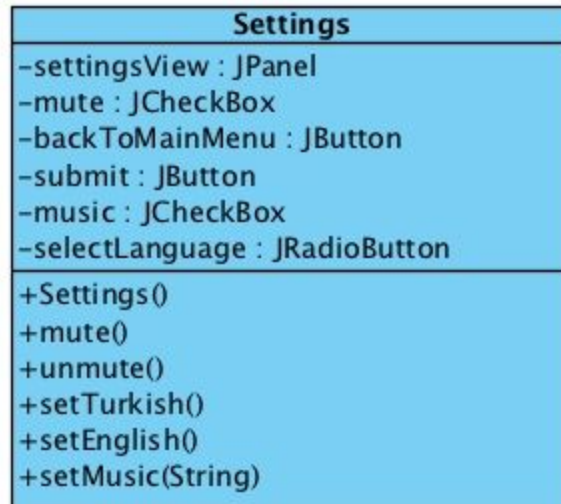 Settings
-settingsView : JPanel
-mute : JCheckBox
-backToMainMenu : JButton
-submit : JButton
-music : JCheckBox
-selectLanguage : JRadioButton
+Settings()
+mute()
+unmute()
+setTurkish()
+setEnglish()
+setMusic(String)